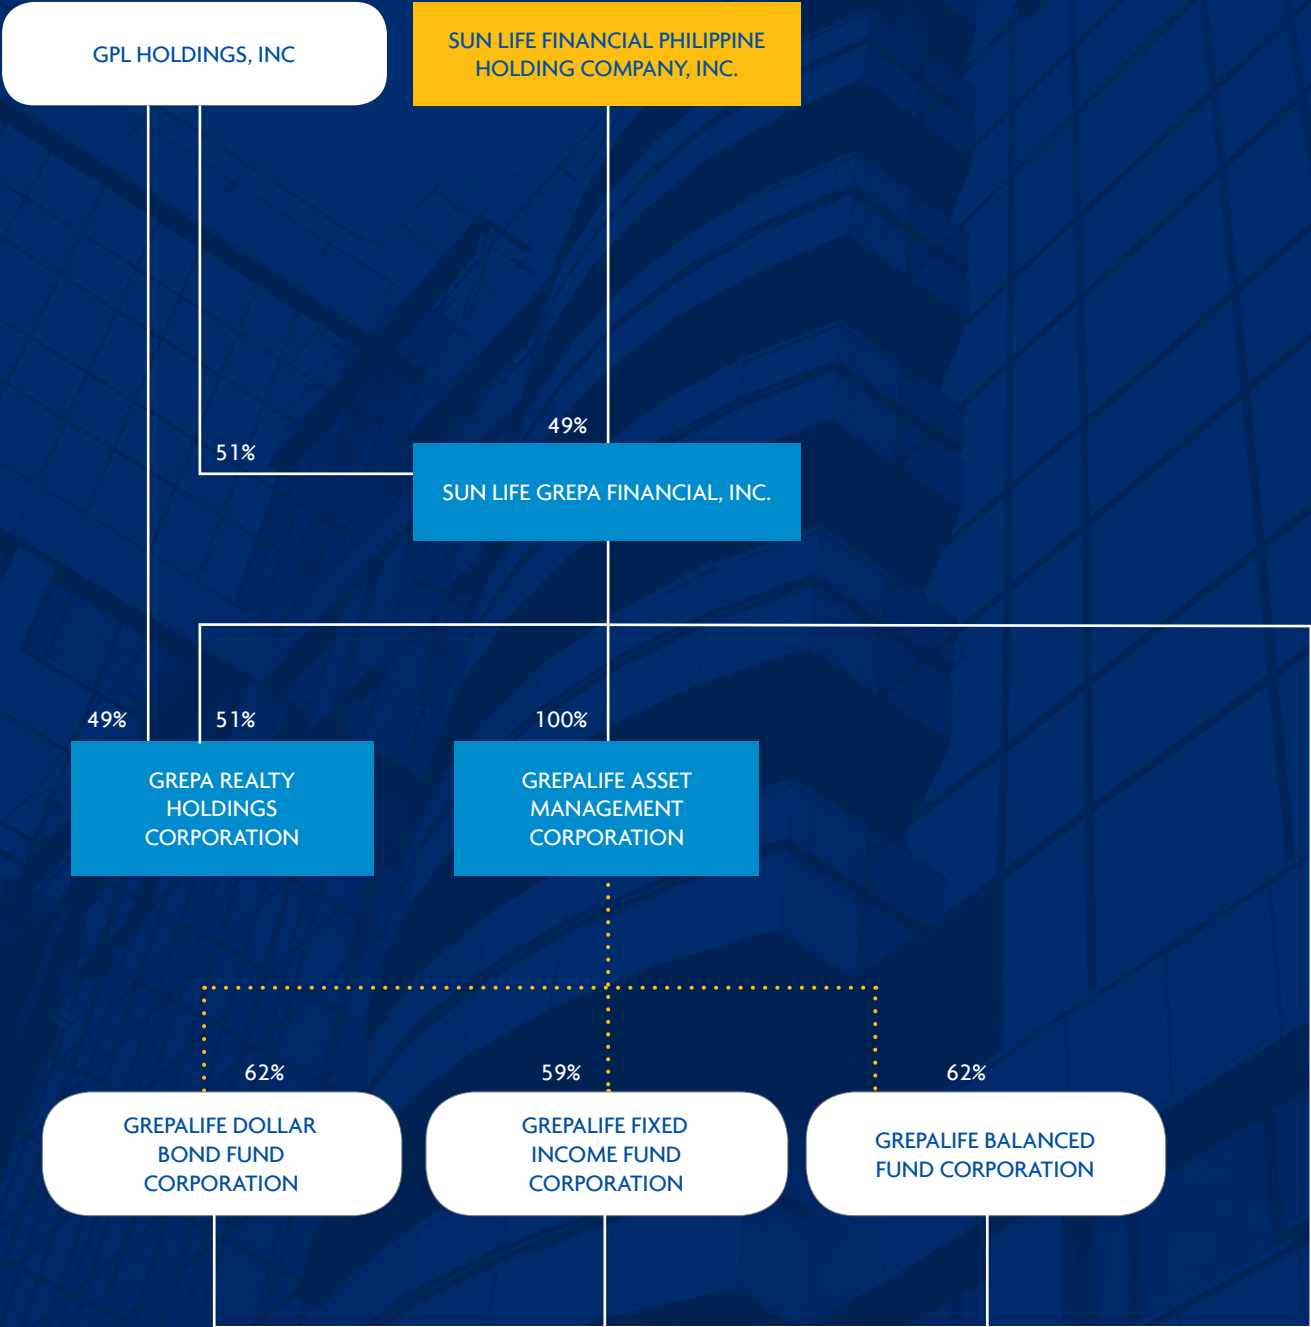 GPL HOLDINGS, INC
SUN LIFE FINANCIAL PHILIPPINE
HOLDING COMPANY, INC.
49%
51%
SUN LIFE GREPA FINANCIAL, INC.
49%
51%
100%
GREPA REALTY
HOLDINGS
CORPORATION
GREPALIFE ASSET
MANAGEMENT
CORPORATION
62%
59%
62%
GREPALIFE DOLLAR
BOND FUND
CORPORATION
GREPALIFE FIXED
INCOME FUND
CORPORATION
GREPALIFE BALANCED
FUND CORPORATION